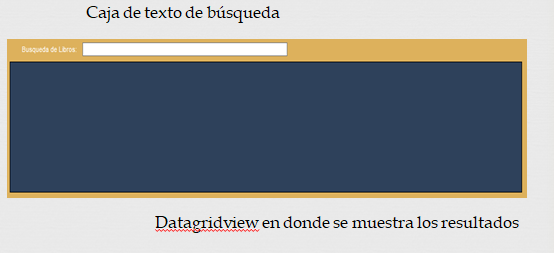 Caja de texto de búsqueda
Busqueda de Libros
Datagridview en donde se muestra los resultados